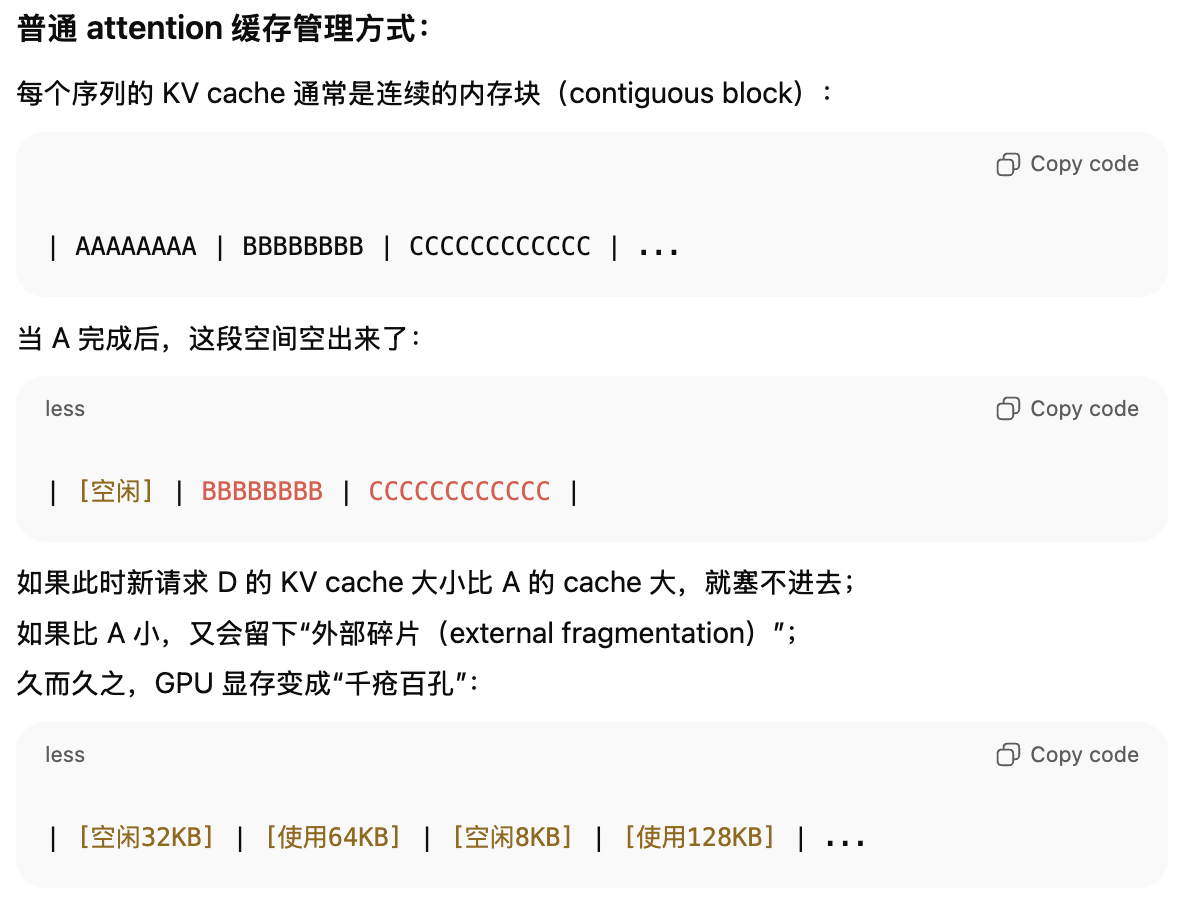 普通 attention 缓存管理方式：
每个序列的 KV cache 通常是连续的内存块（contiguous block）：
Copy code
| AAAAAAAA | BBBBBBBB | CCCCCCCCCCCC | ...
当 A 完成后，这段空间空出来了：
less Copy code
| [空闲] | BBBBBBBB | CCCCCCCCCCCC |
如果此时新请求 D 的 KV cache 大小比 A 的 cache 大，就塞不进去；
如果比 A 小，又会留下“外部碎片（external fragmentation）”；
久而久之，GPU 显存变成“千疮百孔”：
less Copy code
| [空闲32KB] | [使用64KB] | [空闲8KB] | [使用128KB] | ...